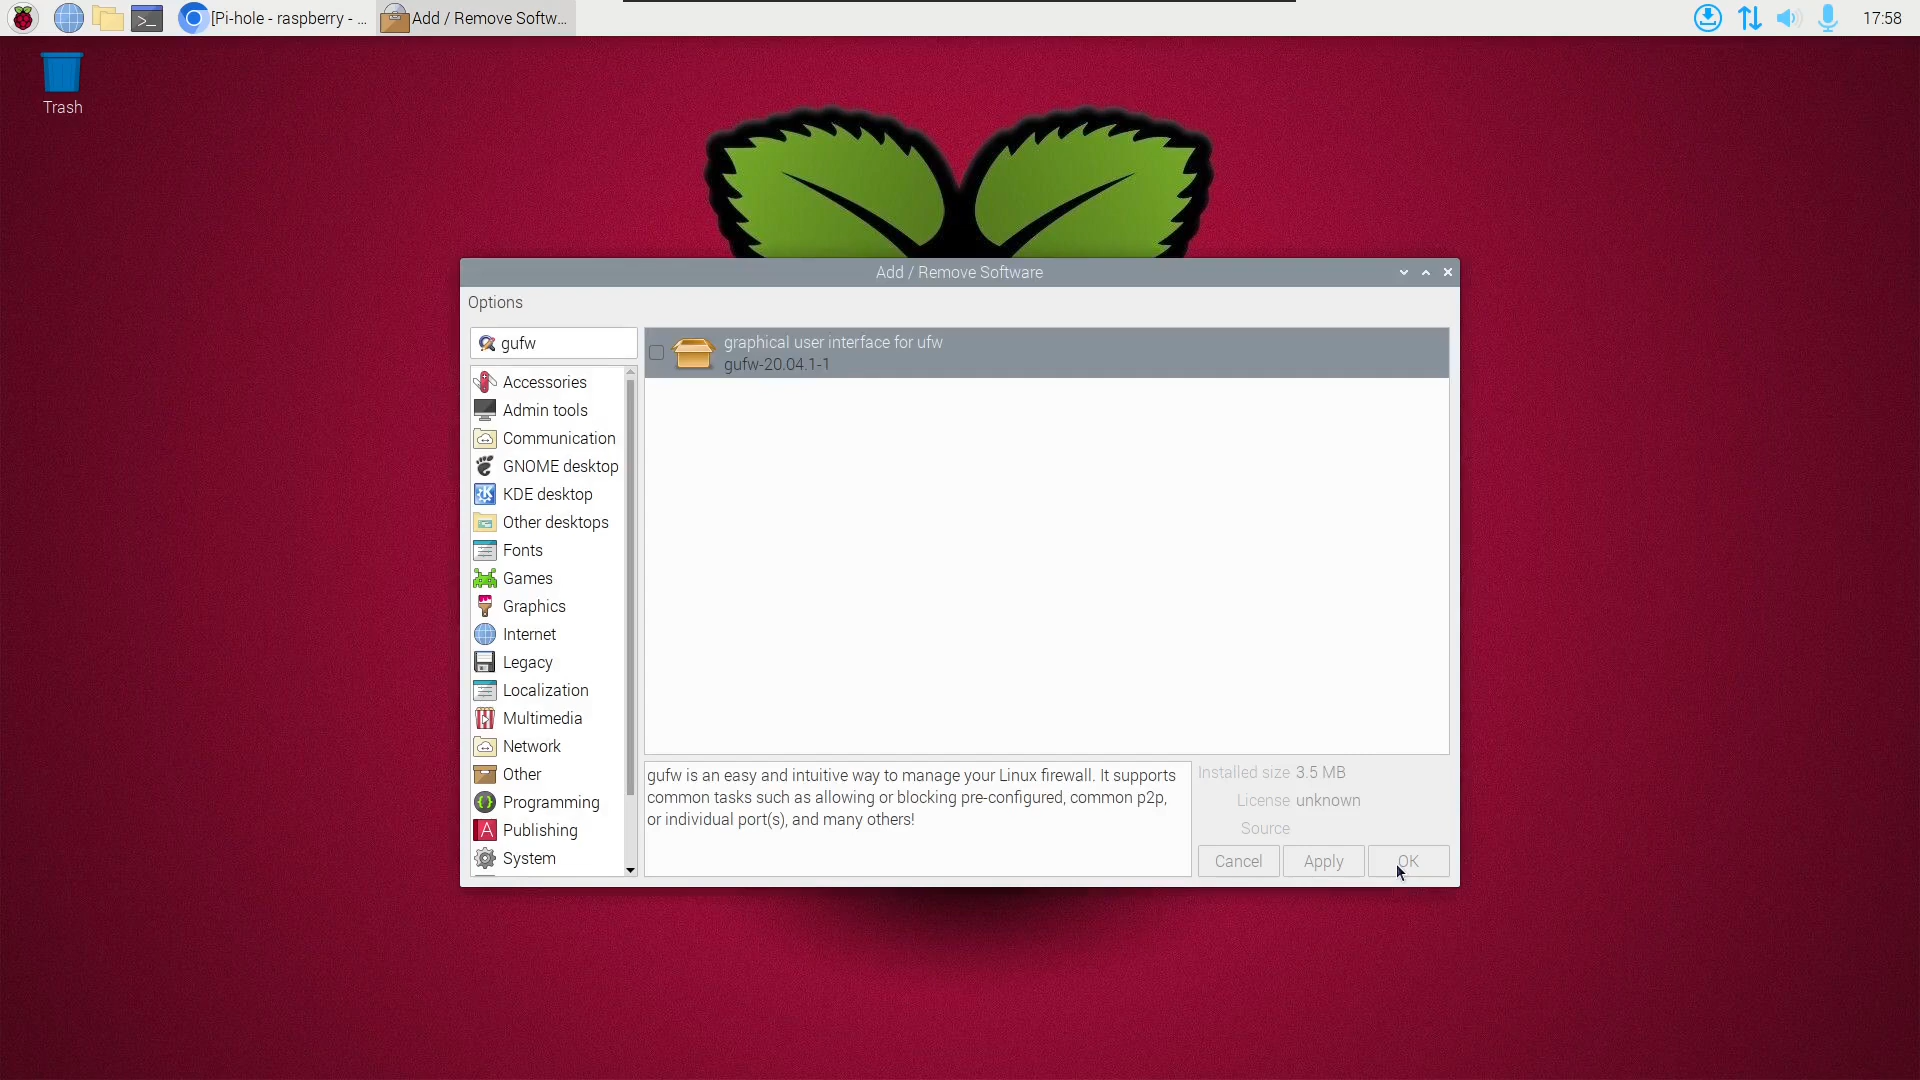 [Pi-hole - raspberry - ...
Add / Remove Softw...
17:58
Trash
Add / Remove Software
Options
gufw
graphical user interface for ufw
gufw-20.04.1-1
Accessories
Admin tools
Communication
GNOME desktop
KDE desktop
Other desktops
Fonts
Games
Graphics
Internet
Legacy
Localization
Multimedia
Network
Other
Programming
Publishing
System
gufw is an easy and intuitive way to manage your Linux firewall. It supports
common tasks such as allowing or blocking pre-configured, common p2p,
or individual port(s), and many others!
Installed size 3.5 MB
License unknown
Source
Cancel
Apply
OK